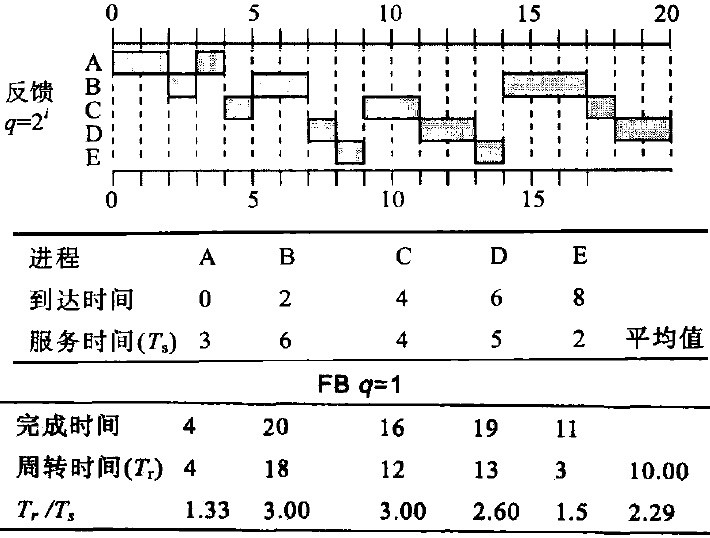 0 5 10 15 20
A
B
反馈
C
q=2^i
D
E
0 5 10 15
进程 A B C D E
到达时间 0 2 4 6 8
服务时间(Ts) 3 6 4 5 2 平均值
FB q=1
完成时间 4 20 16 19 11
周转时间(Tr) 4 18 12 13 3 10.00
Tr/Ts 1.33 3.00 3.00 2.60 1.5 2.29